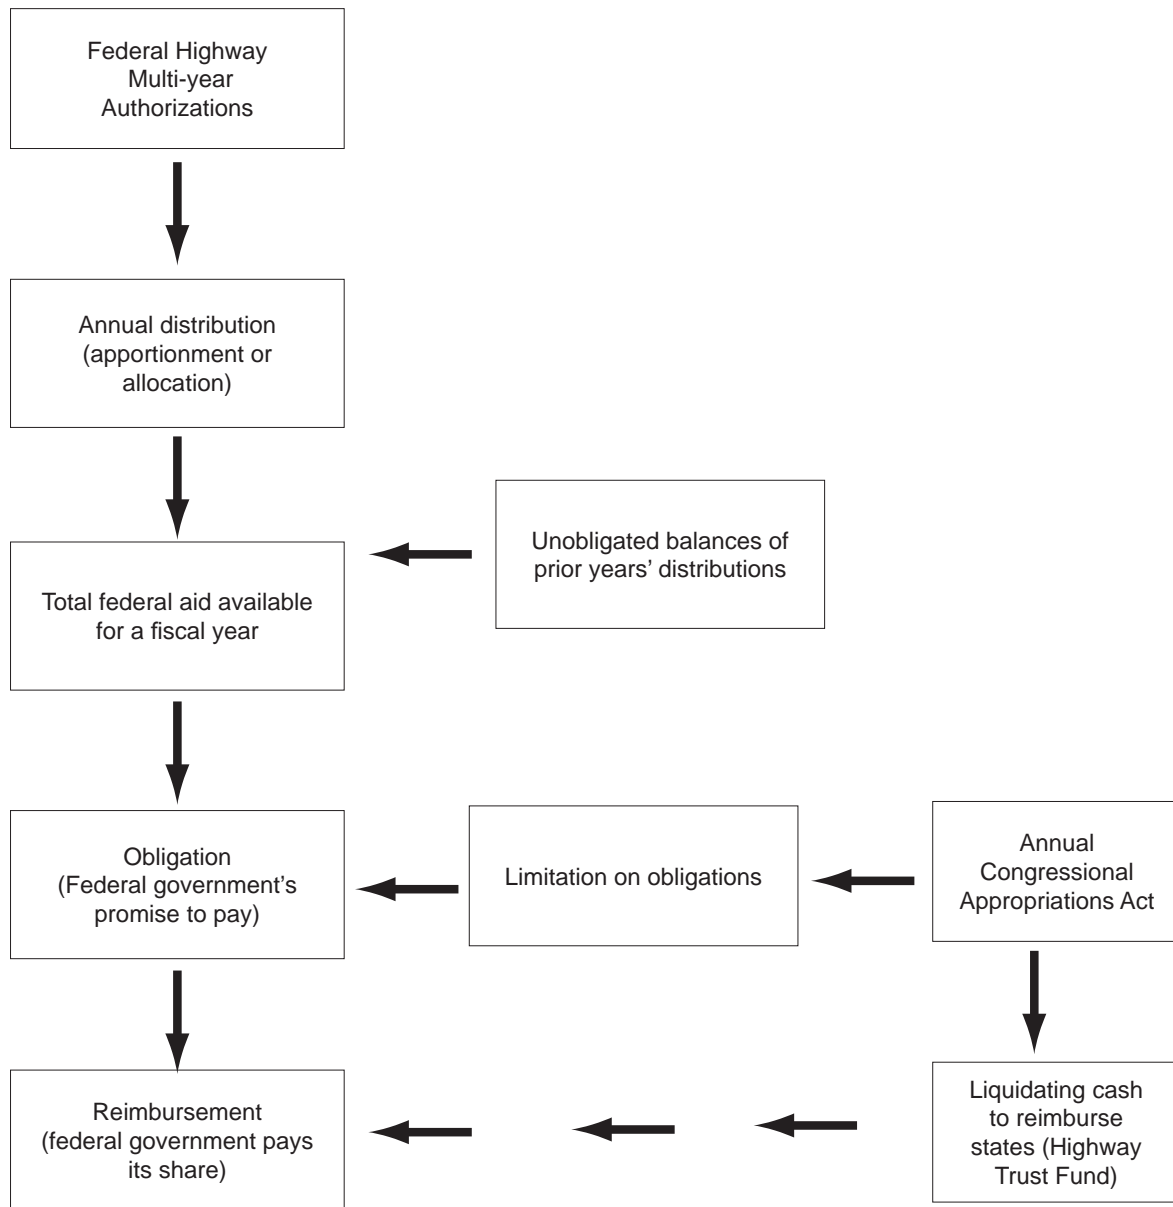 Federal Highway
Multi-year
Authorizations
Annual distribution
(apportionment or
allocation)
Unobligated balances of
prior years’ distributions
Total federal aid available
for a fiscal year
Obligation
(Federal government’s
promise to pay)
Limitation on obligations
Annual
Congressional
Appropriations Act
Reimbursement
(federal government pays
its share)
Liquidating cash
to reimburse
states (Highway
Trust Fund)